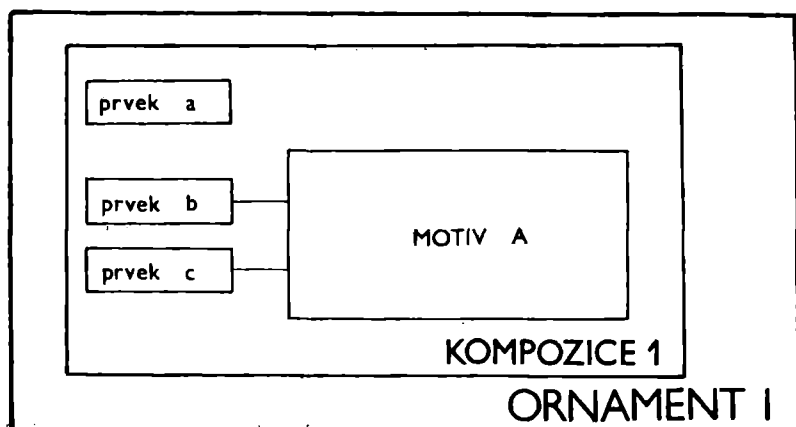 prvek a
prvek b
MOTIV A
prvek c
KOMPOZICE 1
ORNAMENT I